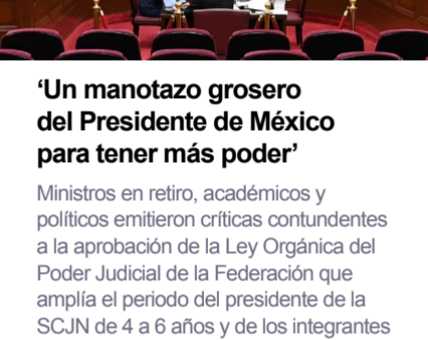 ‘Un manotazo grosero
del Presidente de México
para tener más poder’
Ministros en retiro, académicos y
políticos emitieron críticas contundentes
a la aprobación de la Ley Orgánica del
Poder Judicial de la Federación que
amplía el periodo del presidente de la
SCJN de 4 a 6 años y de los integrantes